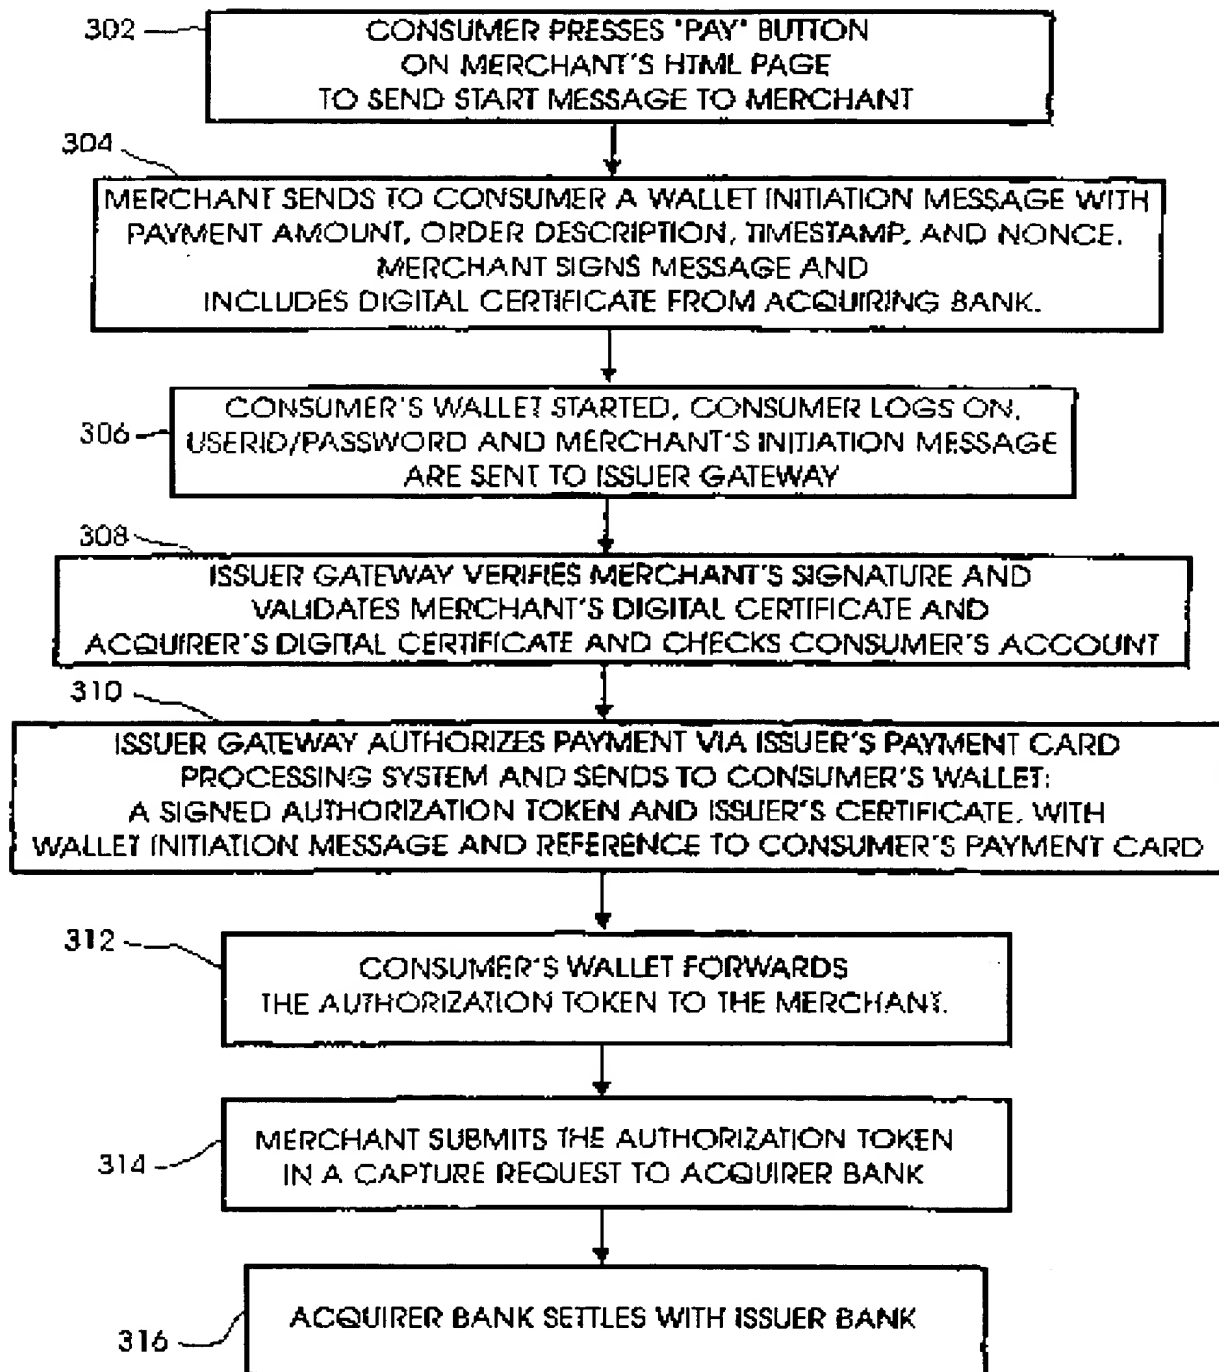 302
CONSUMER PRESSES "PAY" BUTTON
ON MERCHANT'S HTML PAGE
TO SEND START MESSAGE TO MERCHANT
304
MERCHANT SENDS TO CONSUMER A WALLET INITIATION MESSAGE WITH
PAYMENT AMOUNT, ORDER DESCRIPTION, TIMESTAMP, AND NONCE.
MERCHANT SIGNS MESSAGE AND
INCLUDES DIGITAL CERTIFICATE FROM ACQUIRING BANK.
306
CONSUMER'S WALLET STARTED, CONSUMER LOGS ON,
USERID/PASSWORD AND MERCHANT'S INITIATION MESSAGE
ARE SENT TO ISSUER GATEWAY
308
ISSUER GATEWAY VERIFIES MERCHANT'S SIGNATURE AND
VALIDATES MERCHANT'S DIGITAL CERTIFICATE AND
ACQUIRER'S DIGITAL CERTIFICATE AND CHECKS CONSUMER'S ACCOUNT
310
ISSUER GATEWAY AUTHORIZES PAYMENT VIA ISSUER'S PAYMENT CARD
PROCESSING SYSTEM AND SENDS TO CONSUMER'S WALLET:
A SIGNED AUTHORIZATION TOKEN AND ISSUER'S CERTIFICATE, WITH
WALLET INITIATION MESSAGE AND REFERENCE TO CONSUMER'S PAYMENT CARD
312
CONSUMER'S WALLET FORWARDS
THE AUTHORIZATION TOKEN TO THE MERCHANT.
314
MERCHANT SUBMITS THE AUTHORIZATION TOKEN
IN A CAPTURE REQUEST TO ACQUIRER BANK
316
ACQUIRER BANK SETTLES WITH ISSUER BANK